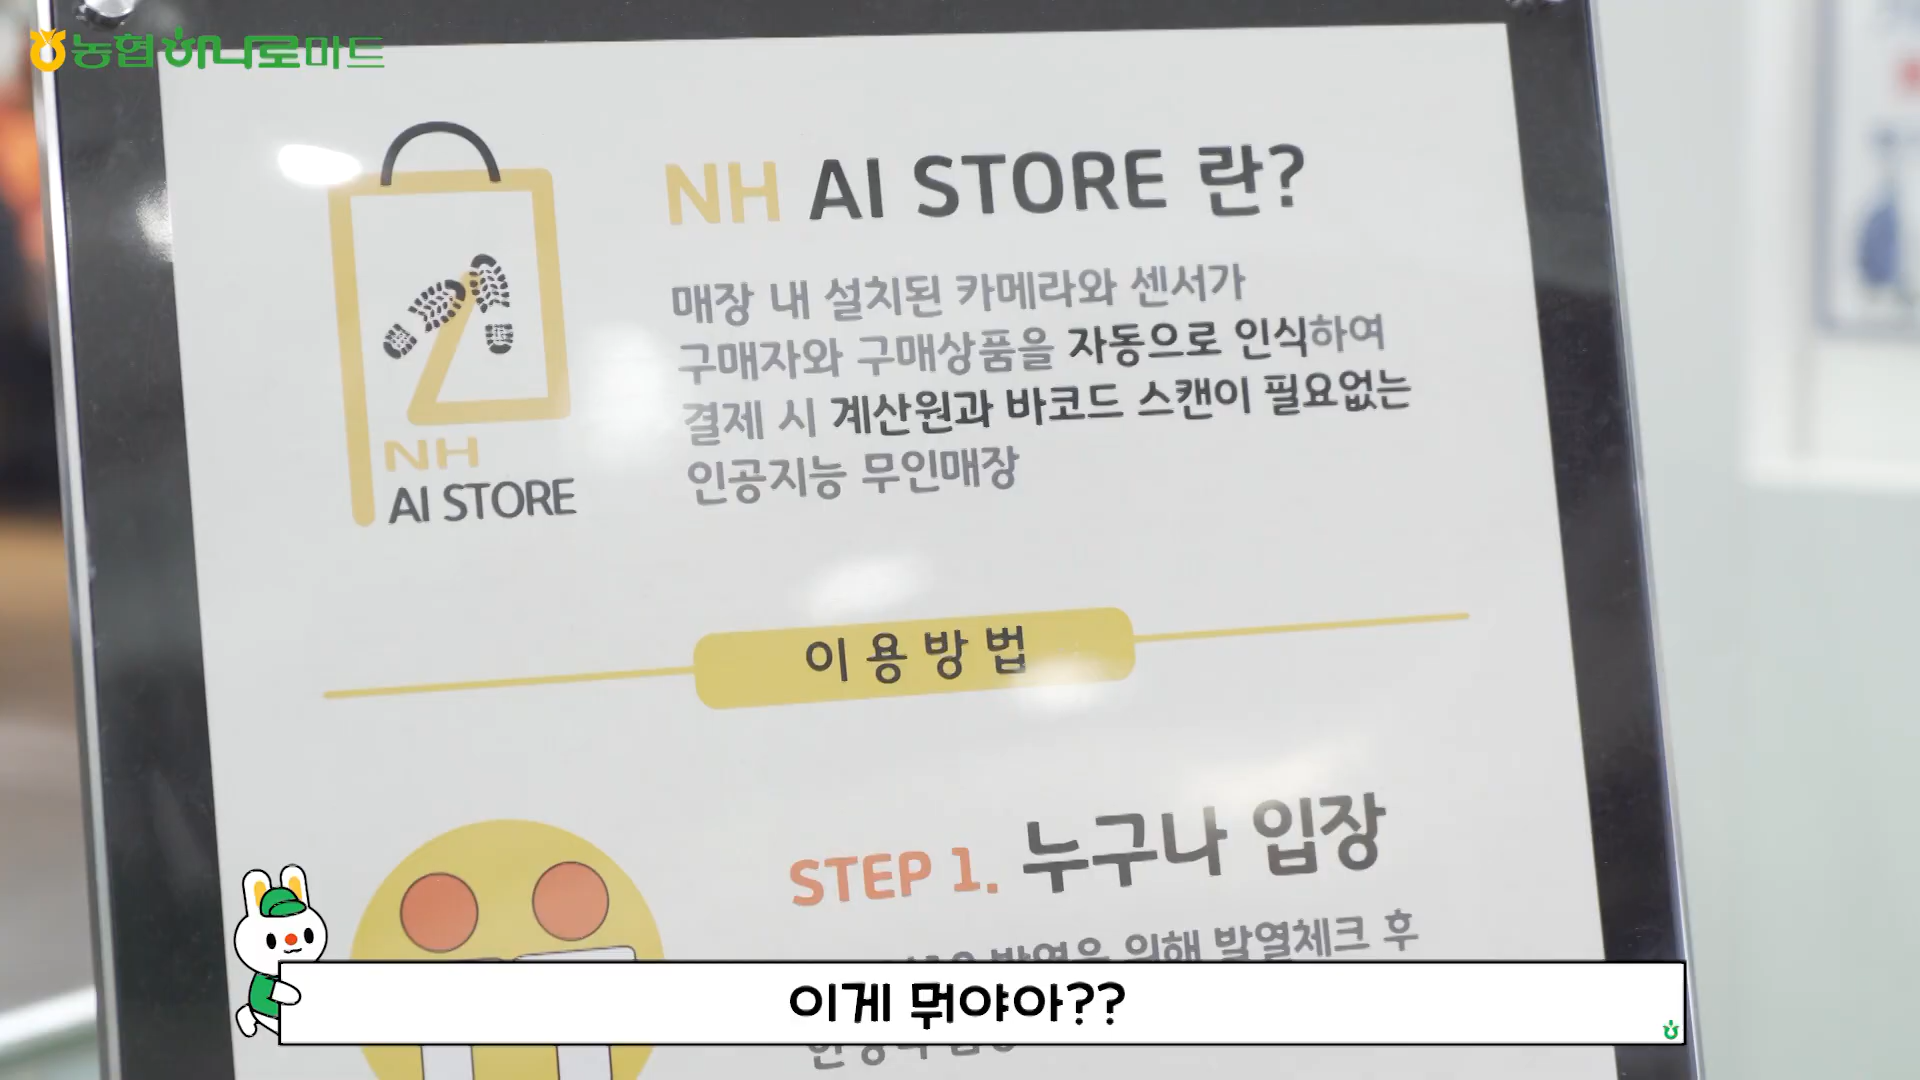 농협 하나로마트
NH AI STORE 란?
매장 내 설치된 카메라와 센서가
구매자와 구매상품을 자동으로 인식하여
결제 시 계산원과 바코드 스캔이 필요없는
인공지능 무인매장
NH
AI STORE
이용방법
STEP 1. 누구나 입장
위해 발열체크 후
이게 뭐야아??